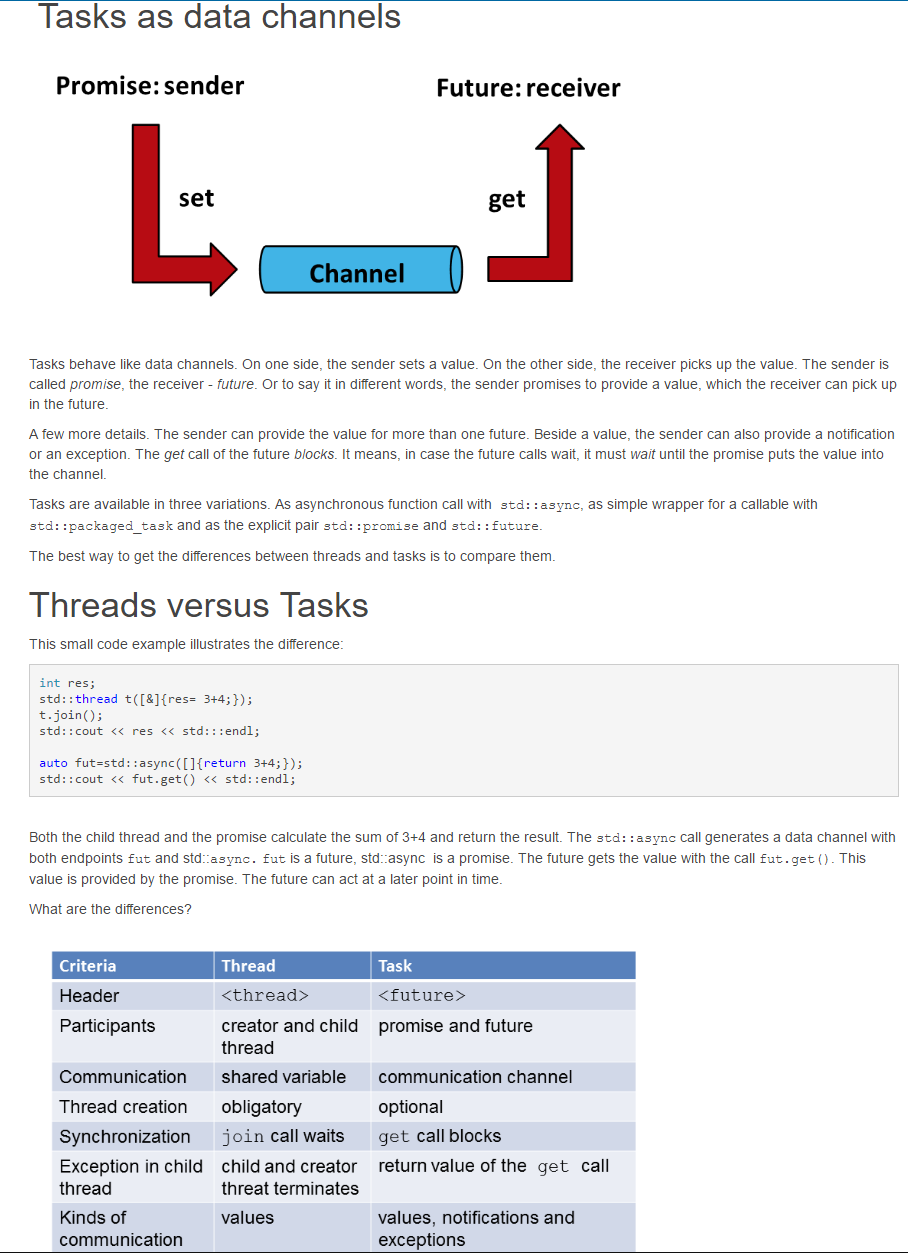 Tasks as data channels
Promise: sender
Future: receiver
set
get
Channel
Tasks behave like data channels. On one side, the sender sets a value. On the other side, the receiver picks up the value. The sender is
called promise, the receiver - future. Or to say it in different words, the sender promises to provide a value, which the receiver can pick up
in the future.
A few more details. The sender can provide the value for more than one future. Beside a value, the sender can also provide a notification
or an exception. The get call of the future blocks. It means, in case the future calls wait, it must wait until the promise puts the value into
the channel.
Tasks are available in three variations. As asynchronous function call with std::async, as simple wrapper for a callable with
std::packaged_task and as the explicit pair std::promise and std::future.
The best way to get the differences between threads and tasks is to compare them.
Threads versus Tasks
This small code example illustrates the difference:
int res;
std::thread t([&]{res= 3+4;});
t.join();
std::cout << res << std:::endl;
auto fut=std::async([]{return 3+4;});
std::cout << fut.get() << std::endl;
Both the child thread and the promise calculate the sum of 3+4 and return the result. The std::async call generates a data channel with
both endpoints fut and std::async. fut is a future, std::async is a promise. The future gets the value with the call fut.get(). This
value is provided by the promise. The future can act at a later point in time.
What are the differences?
Criteria Thread Task
Header <thread> <future>
Participants creator and child promise and future
thread
Communication shared variable communication channel
Thread creation obligatory optional
Synchronization join call waits get call blocks
Exception in child child and creator return value of the get call
thread threat terminates
Kinds of values values, notifications and
communication exceptions